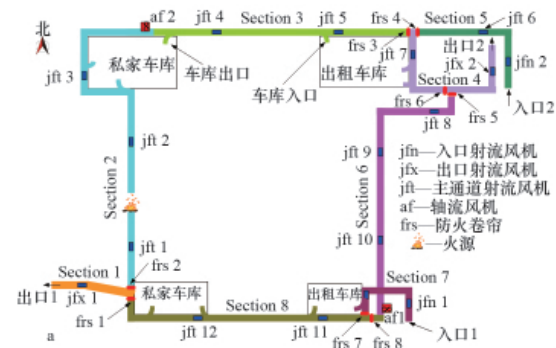 北
af 2
jft 4
Section 3
jft 5
frs 4
Section 5
jft 6
frs 3
jft 7
出口2
jfx 2
jfn 2
jft 3
私家车库
车库出口
车库入口
出租车库
Section 4
frs 6
frs 5
入口2
jft 8
jft 2
jft 9
Section 2
Section 6
jfn—入口射流风机
jfx—出口射流风机
jft—主通道射流风机
af—轴流风机
frs—防火卷帘
—火源
jft 1
jft 10
frs 2
Section 1
Section 7
出口1
jfx 1
私家车库
出租车库
jfn 1
frs 1
Section 8
af1
a
jft 12
jft 11
frs 7
frs 8
入口1